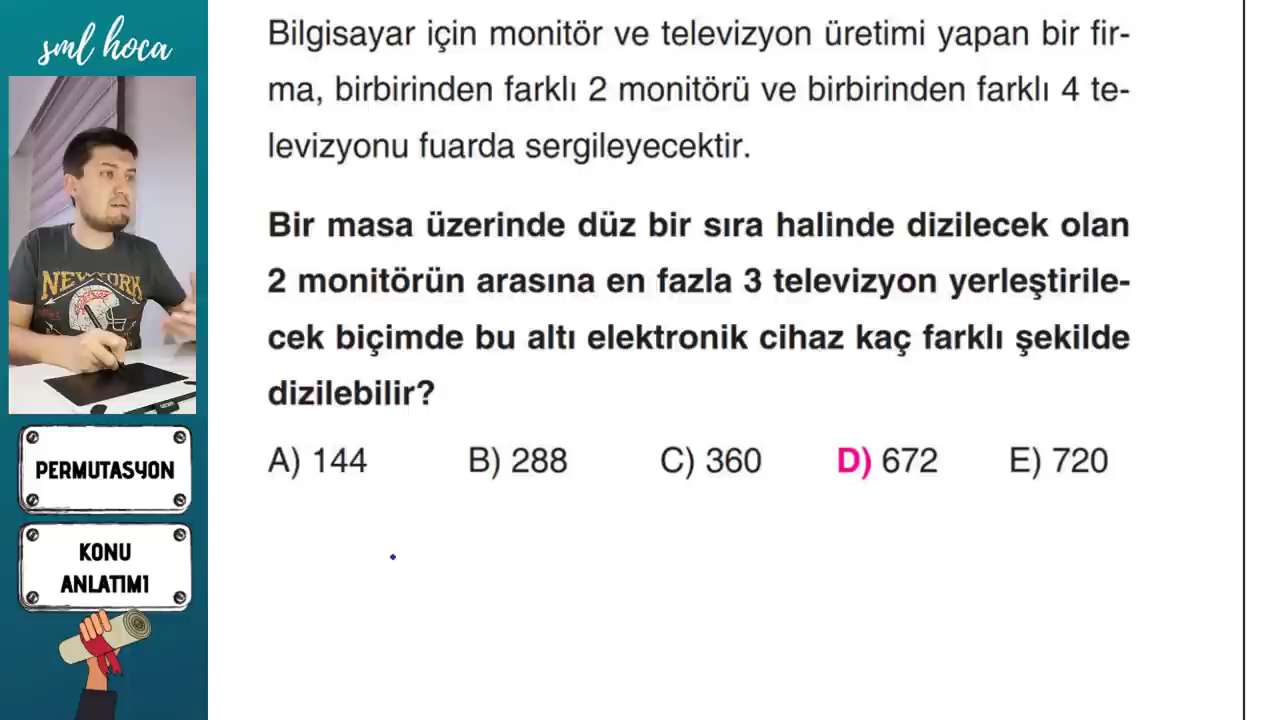 sml hoca
Bilgisayar için monitör ve televizyon üretimi yapan bir fir-
ma, birbirinden farklı 2 monitörü ve birbirinden farklı 4 te-
levizyonu fuarda sergileyecektir.
Bir masa üzerinde düz bir sıra halinde dizilecek olan
2 monitörün arasına en fazla 3 televizyon yerleştirile-
cek biçimde bu altı elektronik cihaz kaç farklı şekilde
dizilebilir?
A) 144 B) 288 C) 360 D) 672 E) 720
NEW YORK
PERMUTASYON
KONU
ANLATIMI